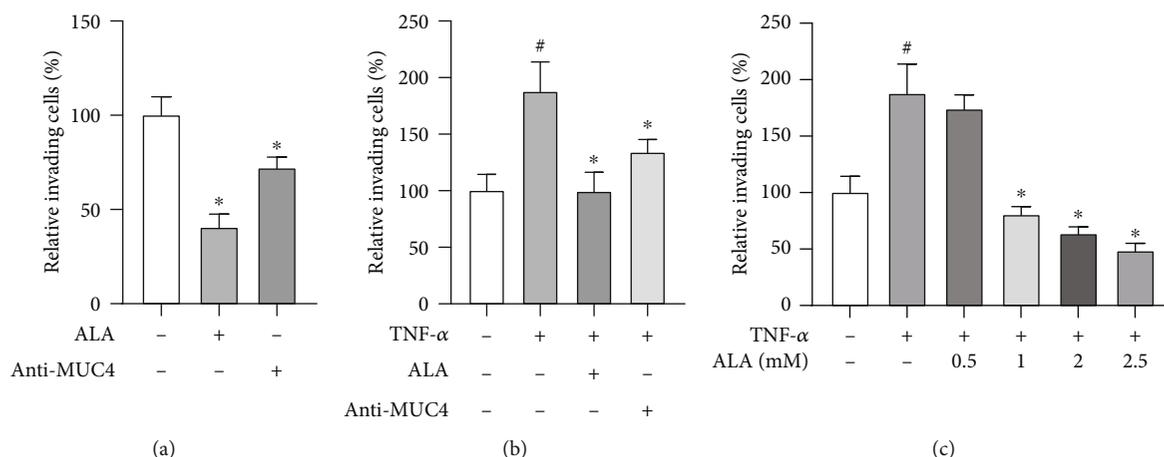 Relative invading cells (%)
150
100
50
0
*
*
ALA – + –
Anti-MUC4 – – +
(a)
Relative invading cells (%)
250
200
150
100
50
0
#
*
*
TNF-α – + + +
ALA – – + –
Anti-MUC4 – – – +
(b)
Relative invading cells (%)
250
200
150
100
50
0
#
*
*
*
TNF-α – + + + + +
ALA (mM) – – 0.5 1 2 2.5
(c)